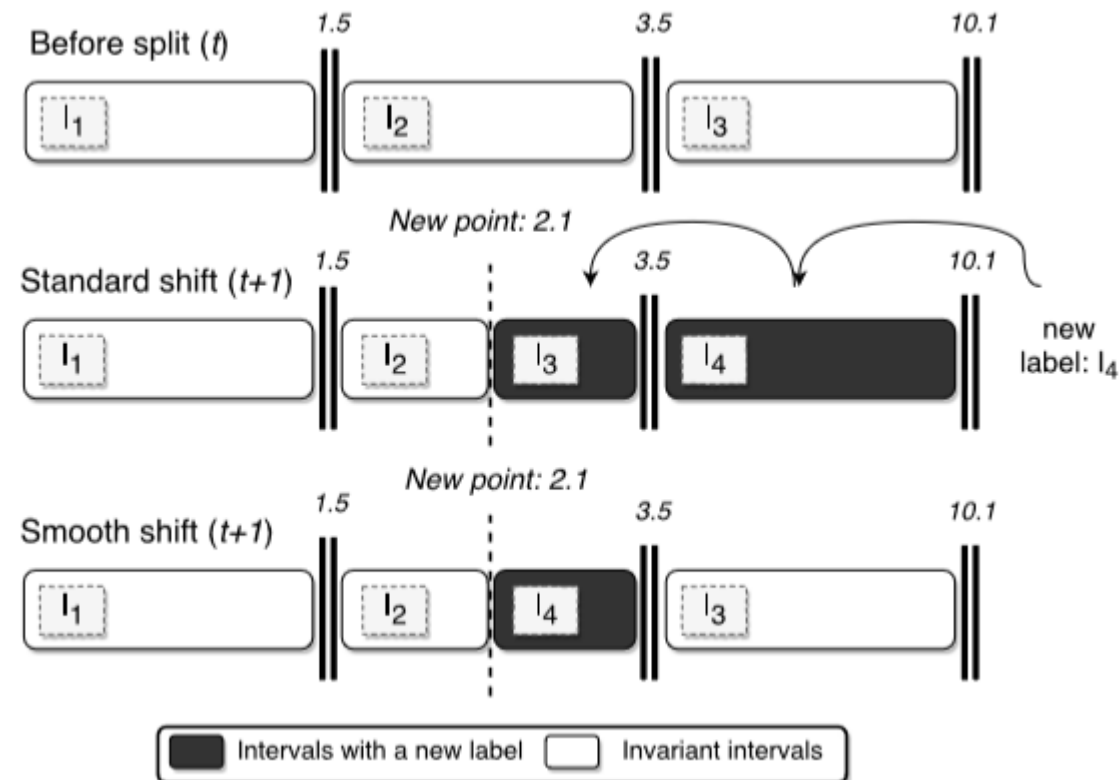 1.5 3.5 10.1
Before split (t)
I1 I2 I3
New point: 2.1
1.5 3.5 10.1
Standard shift (t+1)
I1 I2 I3 I4
new
label: I4
New point: 2.1
1.5 3.5 10.1
Smooth shift (t+1)
I1 I2 I4 I3
Intervals with a new label Invariant intervals